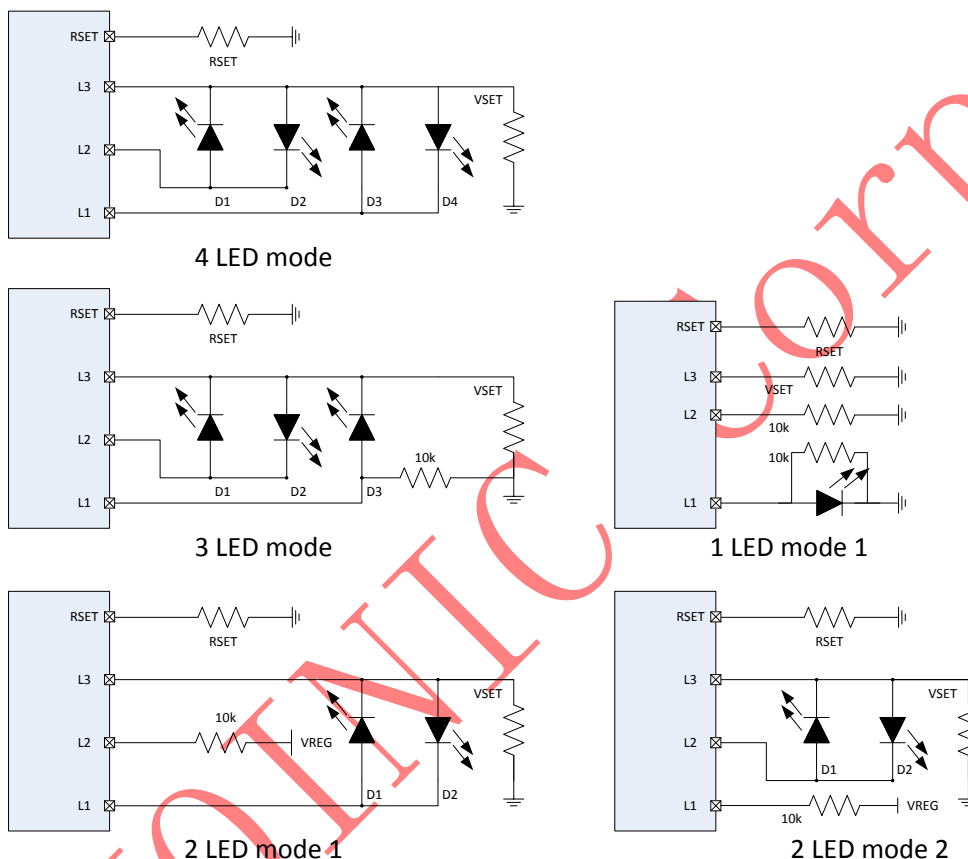 RSET
RSET
L3
VSET
L2
D1 D2 D3 D4
L1
4 LED mode
RSET
RSET
L3
VSET
L2
10k
D1 D2 D3
L1
3 LED mode
RSET
RSET
L3
VSET
L2
10k
10k
L1
1 LED mode 1
RSET
RSET
L3
VSET
10k
L2
VREG
D1 D2
L1
2 LED mode 1
RSET
RSET
L3
VSET
L2
D1 D2
L1
VREG
10k
2 LED mode 2